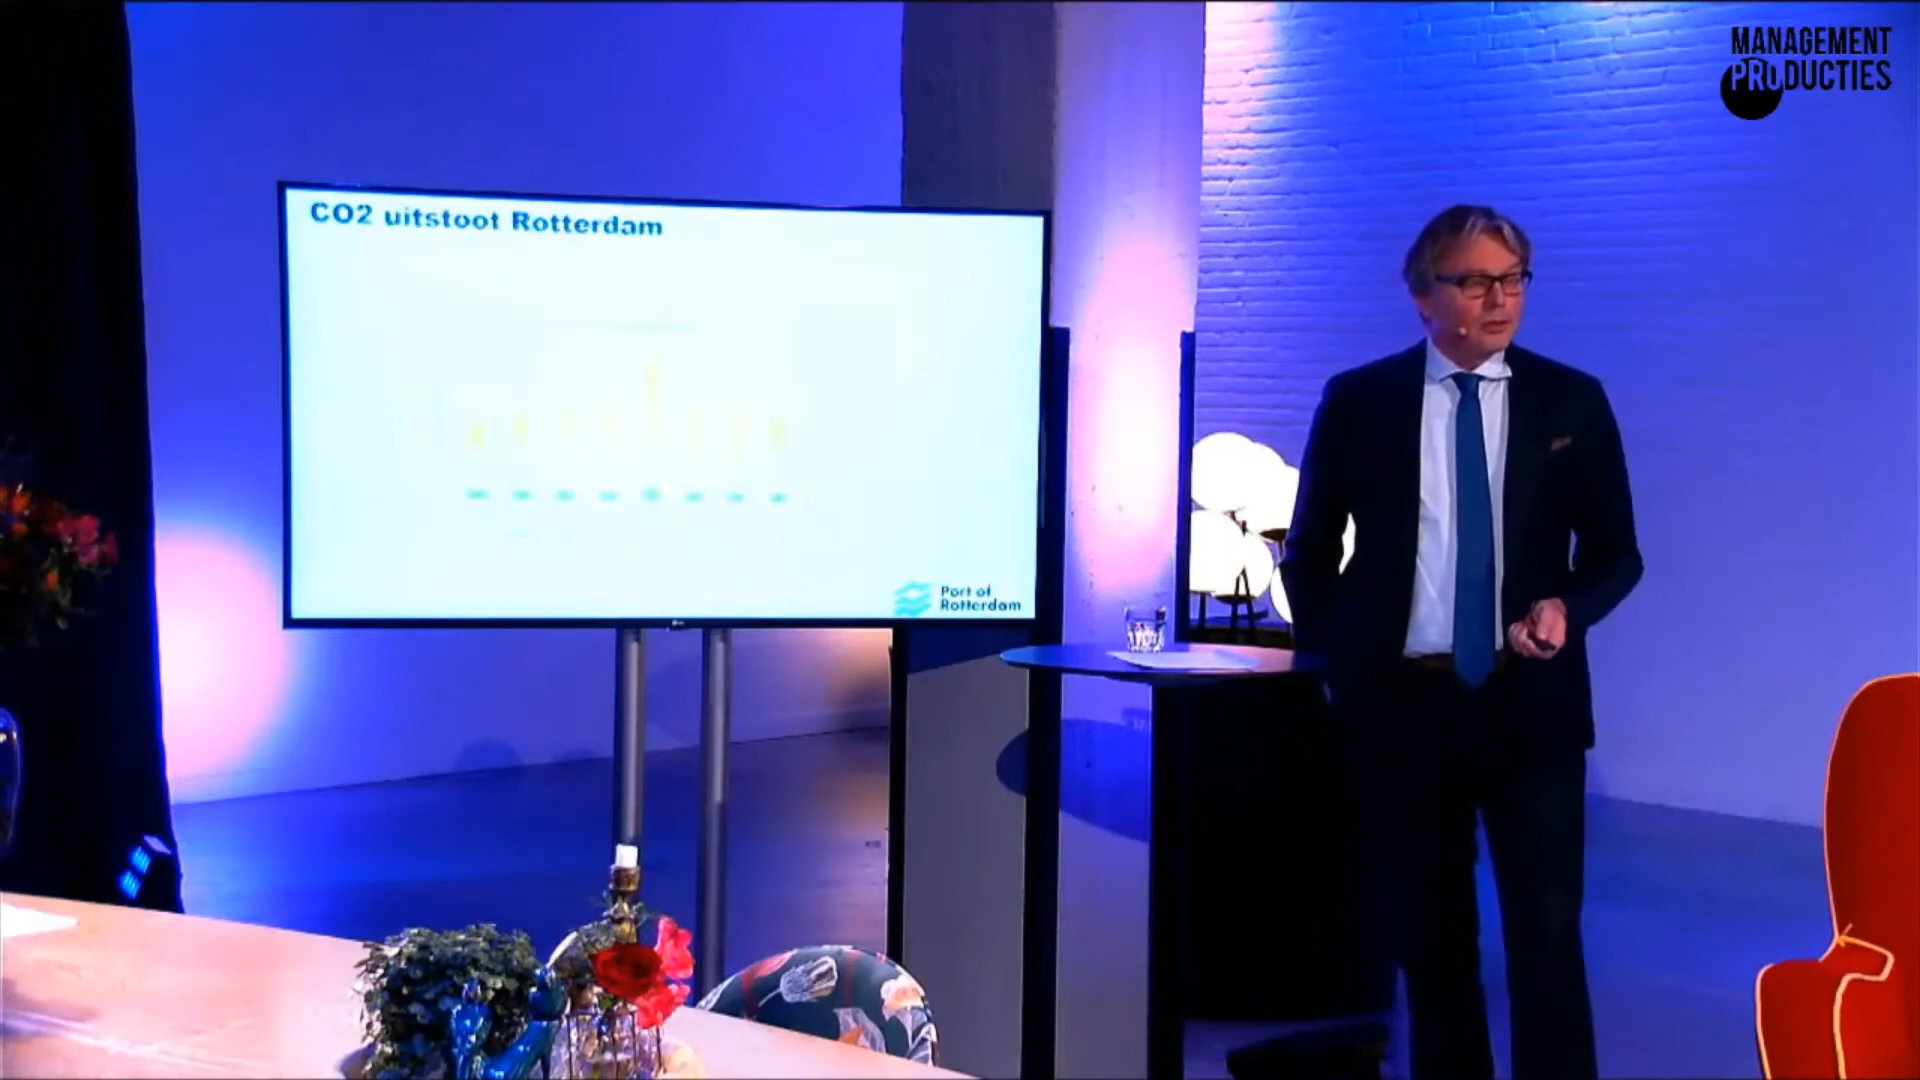 MANAGEMENT
PRODUCTIES
CO2 uitstoot Rotterdam
Port of
Rotterdam